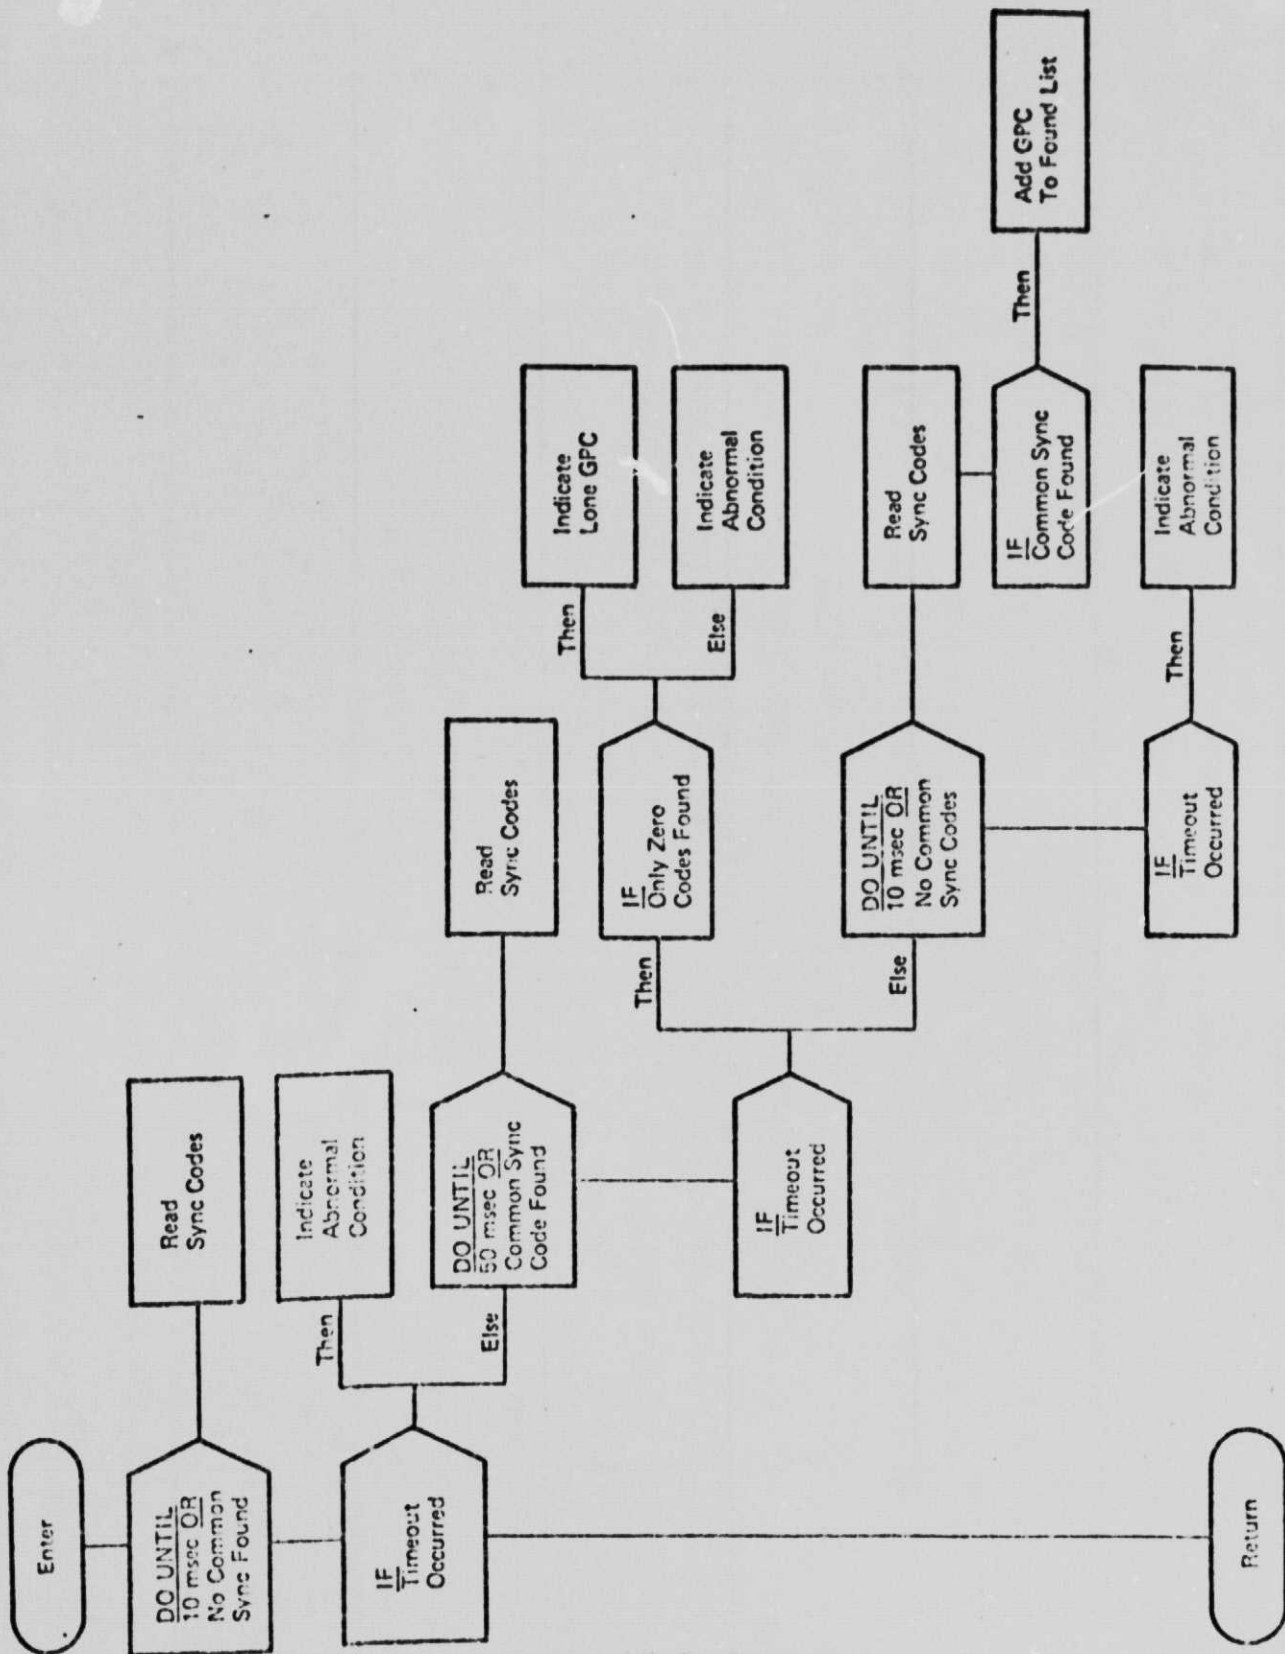 Enter
DO UNTIL
10 msec OR
No Common
Sync Found
Read
Sync Codes
IF
Timeout
Occurred
Then
Indicate
Abnormal
Condition
Else
DO UNTIL
50 msec OR
Common Sync
Code Found
Read
Sync Codes
IF
Timeout
Occurred
Then
IF
Only Zero
Codes Found
Then
Indicate
Lone GPC
Else
Indicate
Abnormal
Condition
Else
DO UNTIL
10 msec OR
No Common
Sync Codes
Read
Sync Codes
IF
Common Sync
Code Found
Then
Add GPC
To Found List
IF
Timeout
Occurred
Then
Indicate
Abnormal
Condition
Return